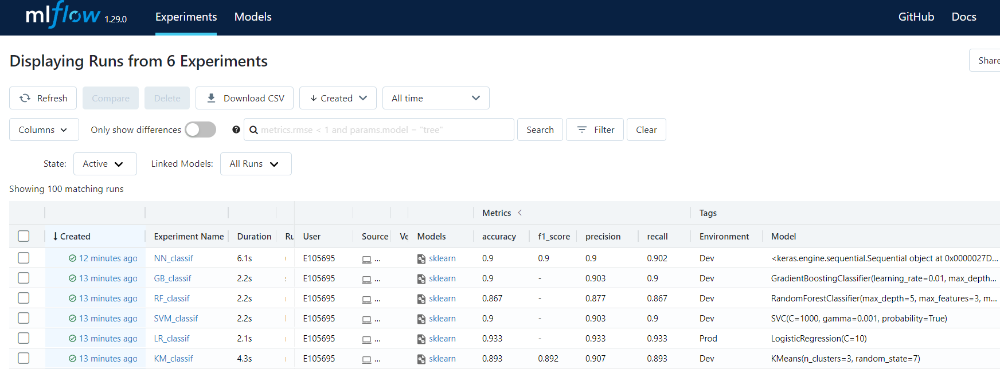 mlflow 1.29.0 Experiments Models GitHub Docs
Displaying Runs from 6 Experiments Share
Refresh Compare Delete Download CSV Created All time
Columns Only show differences metrics.rmse < 1 and params.model = "tree" Search Filter Clear
State: Active Linked Models: All Runs
Showing 100 matching runs
Metrics Tags
Created Experiment Name Duration Ru User Source Ve Models accuracy f1_score precision recall Environment Model
12 minutes ago NN_classif 6.1s E105695 ... sklearn 0.9 0.9 0.9 0.902 Dev <keras.engine.sequential.Sequential object at 0x0000027D...
13 minutes ago GB_classif 2.2s E105695 ... sklearn 0.9 - 0.903 0.9 Dev GradientBoostingClassifier(learning_rate=0.01, max_depth...
13 minutes ago RF_classif 2.2s E105695 ... sklearn 0.867 - 0.877 0.867 Dev RandomForestClassifier(max_depth=5, max_features=3, m...
13 minutes ago SVM_classif 2.2s E105695 ... sklearn 0.9 - 0.903 0.9 Dev SVC(C=1000, gamma=0.001, probability=True)
13 minutes ago LR_classif 2.1s E105695 ... sklearn 0.933 - 0.933 0.933 Prod LogisticRegression(C=10)
13 minutes ago KM_classif 4.3s E105695 ... sklearn 0.893 0.892 0.907 0.893 Dev KMeans(n_clusters=3, random_state=7)